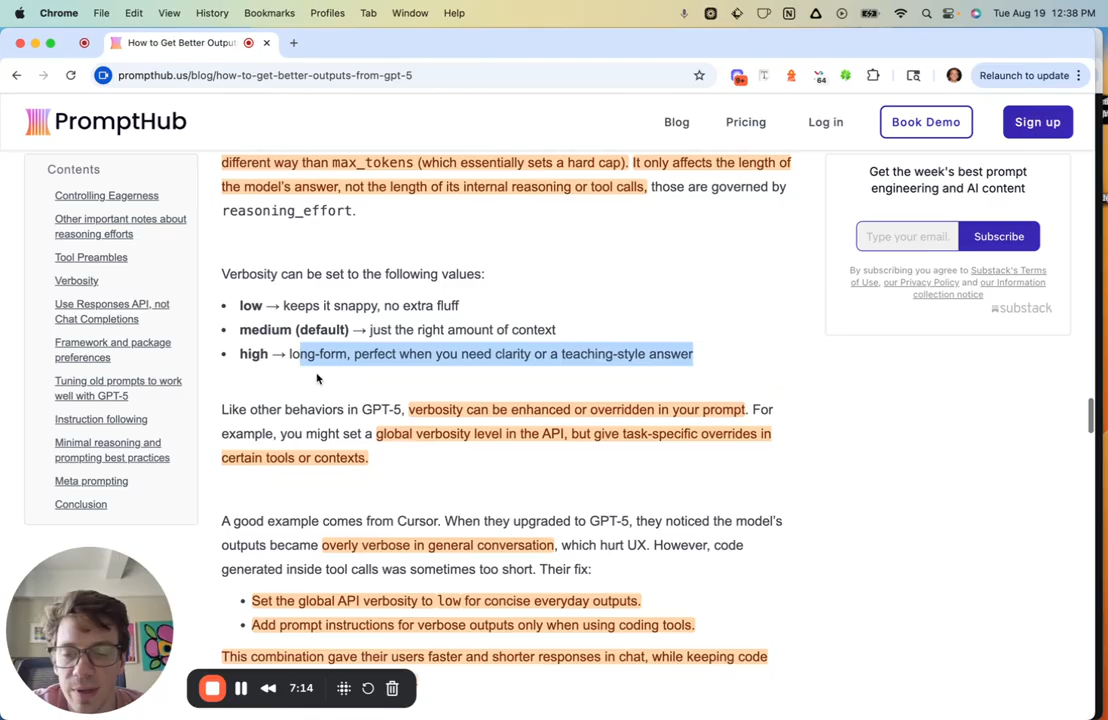 Chrome File Edit View History Bookmarks Profiles Tab Window Help Tue Aug 19 12:38 PM
How to Get Better Outpu
prompthub.us/blog/how-to-get-better-outputs-from-gpt-5
9+
64
Relaunch to update
PromptHub
Blog Pricing Log in Book Demo Sign up
Contents
Controlling Eagerness
Other important notes about
reasoning efforts
Tool Preambles
Verbosity
Use Responses API, not
Chat Completions
Framework and package
preferences
Tuning old prompts to work
well with GPT-5
Instruction following
Minimal reasoning and
prompting best practices
Meta prompting
Conclusion
different way than max_tokens (which essentially sets a hard cap). It only affects the length of
the model's answer, not the length of its internal reasoning or tool calls, those are governed by
reasoning_effort.
Verbosity can be set to the following values:
• low → keeps it snappy, no extra fluff
• medium (default) → just the right amount of context
• high → long-form, perfect when you need clarity or a teaching-style answer
Like other behaviors in GPT-5, verbosity can be enhanced or overridden in your prompt. For
example, you might set a global verbosity level in the API, but give task-specific overrides in
certain tools or contexts.
A good example comes from Cursor. When they upgraded to GPT-5, they noticed the model's
outputs became overly verbose in general conversation, which hurt UX. However, code
generated inside tool calls was sometimes too short. Their fix:
• Set the global API verbosity to low for concise everyday outputs.
• Add prompt instructions for verbose outputs only when using coding tools.
This combination gave their users faster and shorter responses in chat, while keeping code
Get the week's best prompt
engineering and AI content
Type your email. Subscribe
By subscribing you agree to Substack's Terms
of Use, our Privacy Policy and our Information
collection notice
substack
7:14